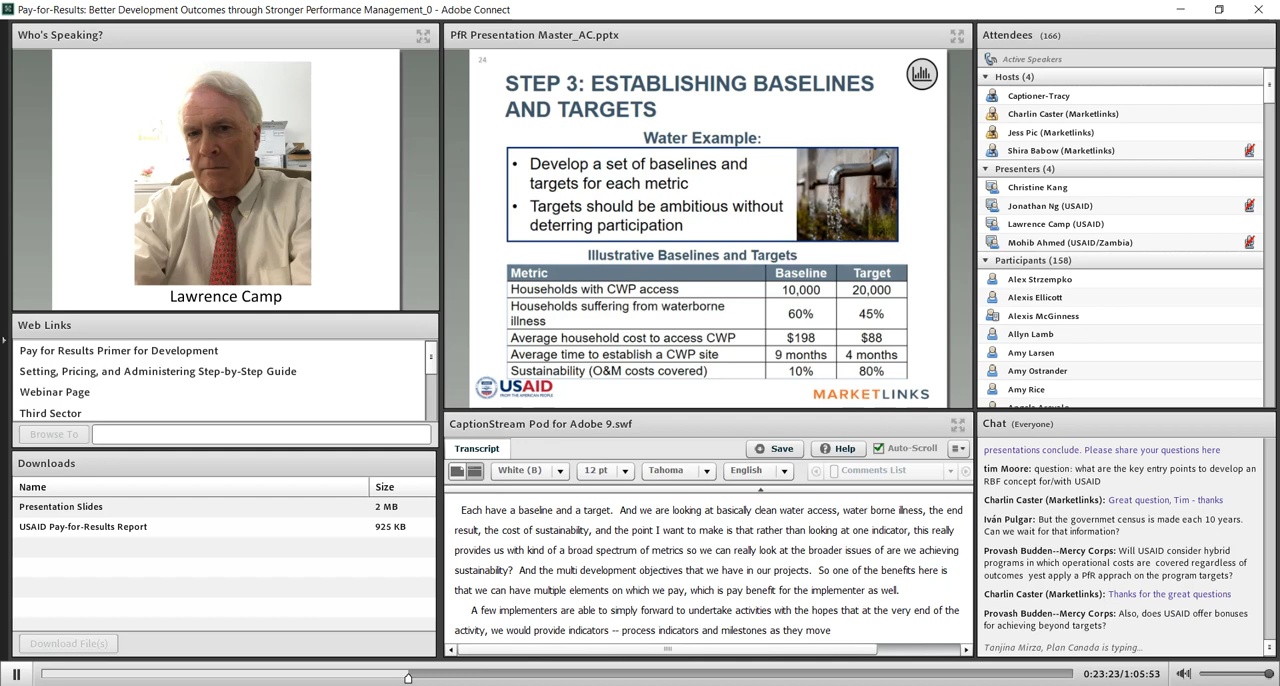 Pay-for-Results: Better Development Outcomes through Stronger Performance Management_0 - Adobe Connect
Who's Speaking?
Lawrence Camp
Web Links
Pay for Results Primer for Development
Setting, Pricing, and Administering Step-by-Step Guide
Webinar Page
Third Sector
Browse To
Downloads
Name Size
Presentation Slides 2 MB
USAID Pay-for-Results Report 925 KB
Download File(s)
PfR Presentation Master_AC.pptx
24
STEP 3: ESTABLISHING BASELINES
AND TARGETS
Water Example:
• Develop a set of baselines and
targets for each metric
• Targets should be ambitious without
deterring participation
Illustrative Baselines and Targets
Metric Baseline Target
Households with CWP access 10,000 20,000
Households suffering from waterborne
illness 60% 45%
Average household cost to access CWP $198 $88
Average time to establish a CWP site 9 months 4 months
Sustainability (O&M costs covered) 10% 80%
USAID
FROM THE AMERICAN PEOPLE
MARKETLINKS
CaptionStream Pod for Adobe 9.swf
Transcript Save Help Auto-Scroll
White (B) 12 pt Tahoma English Comments List
Each have a baseline and a target. And we are looking at basically clean water access, water borne illness, the end
result, the cost of sustainability, and the point I want to make is that rather than looking at one indicator, this really
provides us with kind of a broad spectrum of metrics so we can really look at the broader issues of are we achieving
sustainability? And the multi development objectives that we have in our projects. So one of the benefits here is
that we can have multiple elements on which we pay, which is pay benefit for the implementer as well.
A few implementers are able to simply forward to undertake activities with the hopes that at the very end of the
activity, we would provide indicators -- process indicators and milestones as they move
Attendees (166)
Active Speakers
Hosts (4)
Captioner-Tracy
Charlin Caster (Marketlinks)
Jess Pic (Marketlinks)
Shira Babow (Marketlinks)
Presenters (4)
Christine Kang
Jonathan Ng (USAID)
Lawrence Camp (USAID)
Mohib Ahmed (USAID/Zambia)
Participants (158)
Alex Strzempko
Alexis Ellicott
Alexis McGinness
Allyn Lamb
Amy Larsen
Amy Ostrander
Amy Rice
Chat (Everyone)
presentations conclude. Please share your questions here
tim Moore: question: what are the key entry points to develop an
RBF concept for/with USAID
Charlin Caster (Marketlinks): Great question, Tim - thanks
Iván Pulgar: But the governmet census is made each 10 years.
Can we wait for that information?
Provash Budden--Mercy Corps: Will USAID consider hybrid
programs in which operational costs are covered regardless of
outcomes yest apply a PfR apprach on the program targets?
Charlin Caster (Marketlinks): Thanks for the great questions
Provash Budden--Mercy Corps: Also, does USAID offer bonuses
for achieving beyond targets?
Tanjina Mirza, Plan Canada is typing...
0:23:23/1:05:53